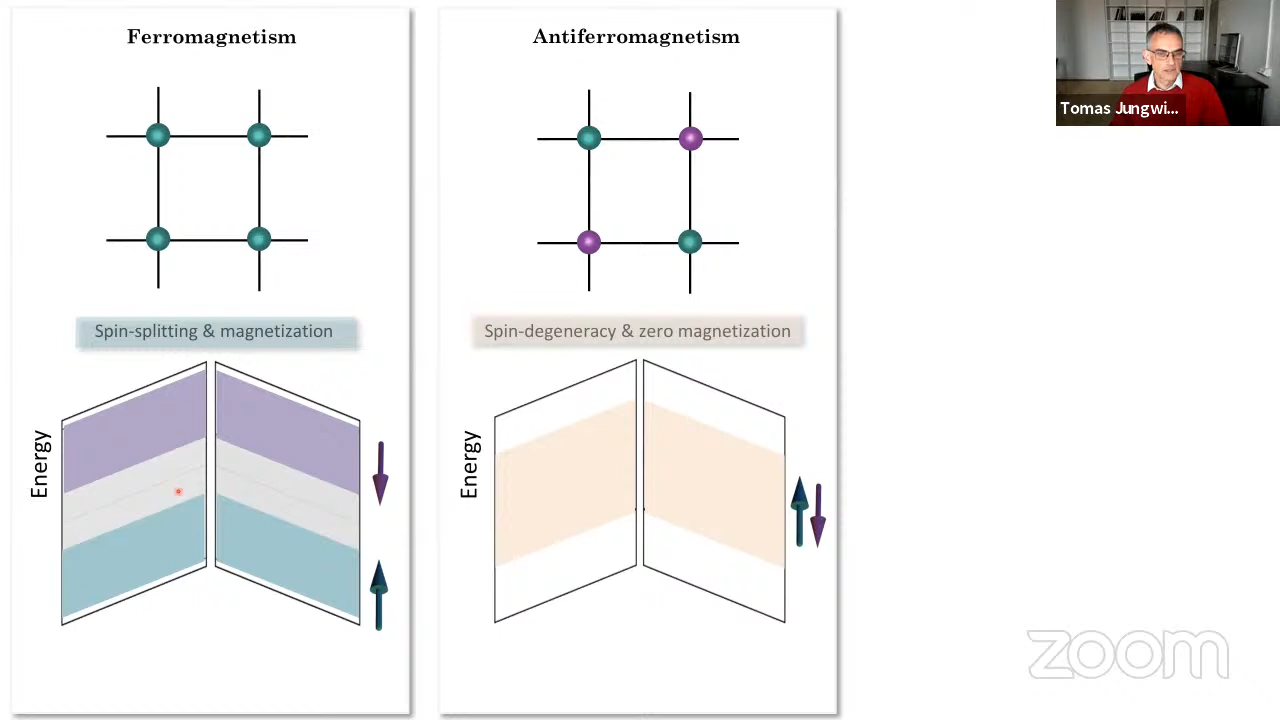 Ferromagnetism
Antiferromagnetism
Tomas Jungwi...
Spin-splitting & magnetization
Spin-degeneracy & zero magnetization
Energy
Energy
zoom